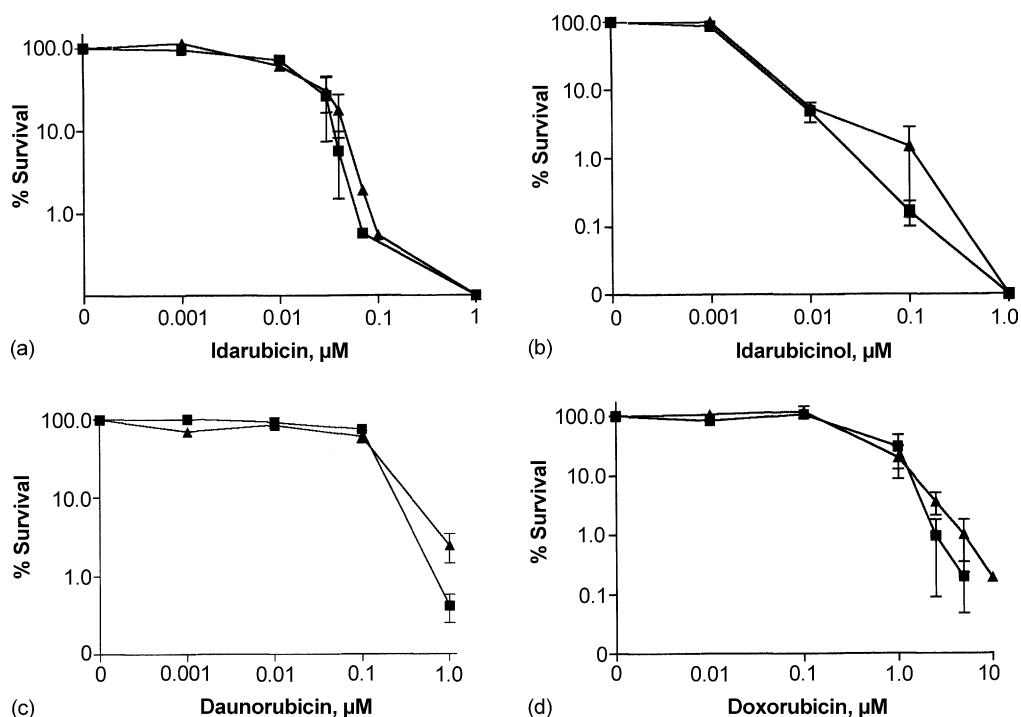 100.0
10.0
1.0
% Survival
0 0.001 0.01 0.1 1
(a) Idarubicin, µM
100.0
10.0
1.0
0.1
0
% Survival
0 0.001 0.01 0.1 1.0
(b) Idarubicinol, µM
100.0
10.0
1.0
0
% Survival
0 0.001 0.01 0.1 1.0
(c) Daunorubicin, µM
100.0
10.0
1.0
0.1
0
% Survival
0 0.01 0.1 1.0 10
(d) Doxorubicin, µM